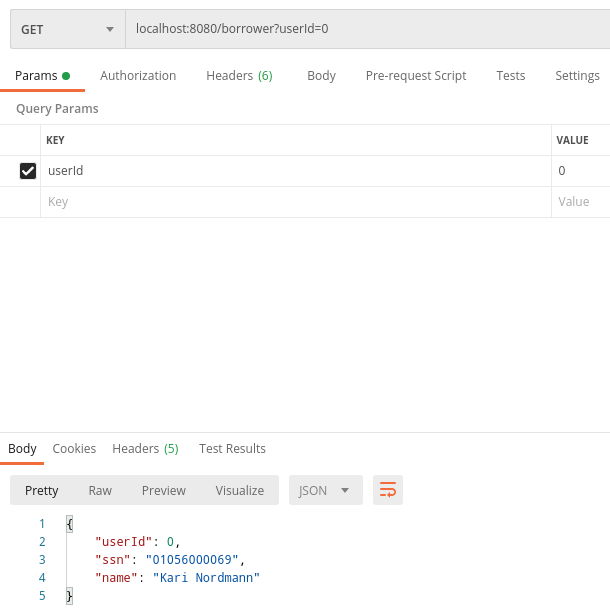 GET localhost:8080/borrower?userId=0
Params Authorization Headers (6) Body Pre-request Script Tests Settings
Query Params
KEY VALUE
userId 0
Key Value
Body Cookies Headers (5) Test Results
Pretty Raw Preview Visualize JSON
1 {
2 "userId": 0,
3 "ssn": "01056000069",
4 "name": "Kari Nordmann"
5 }